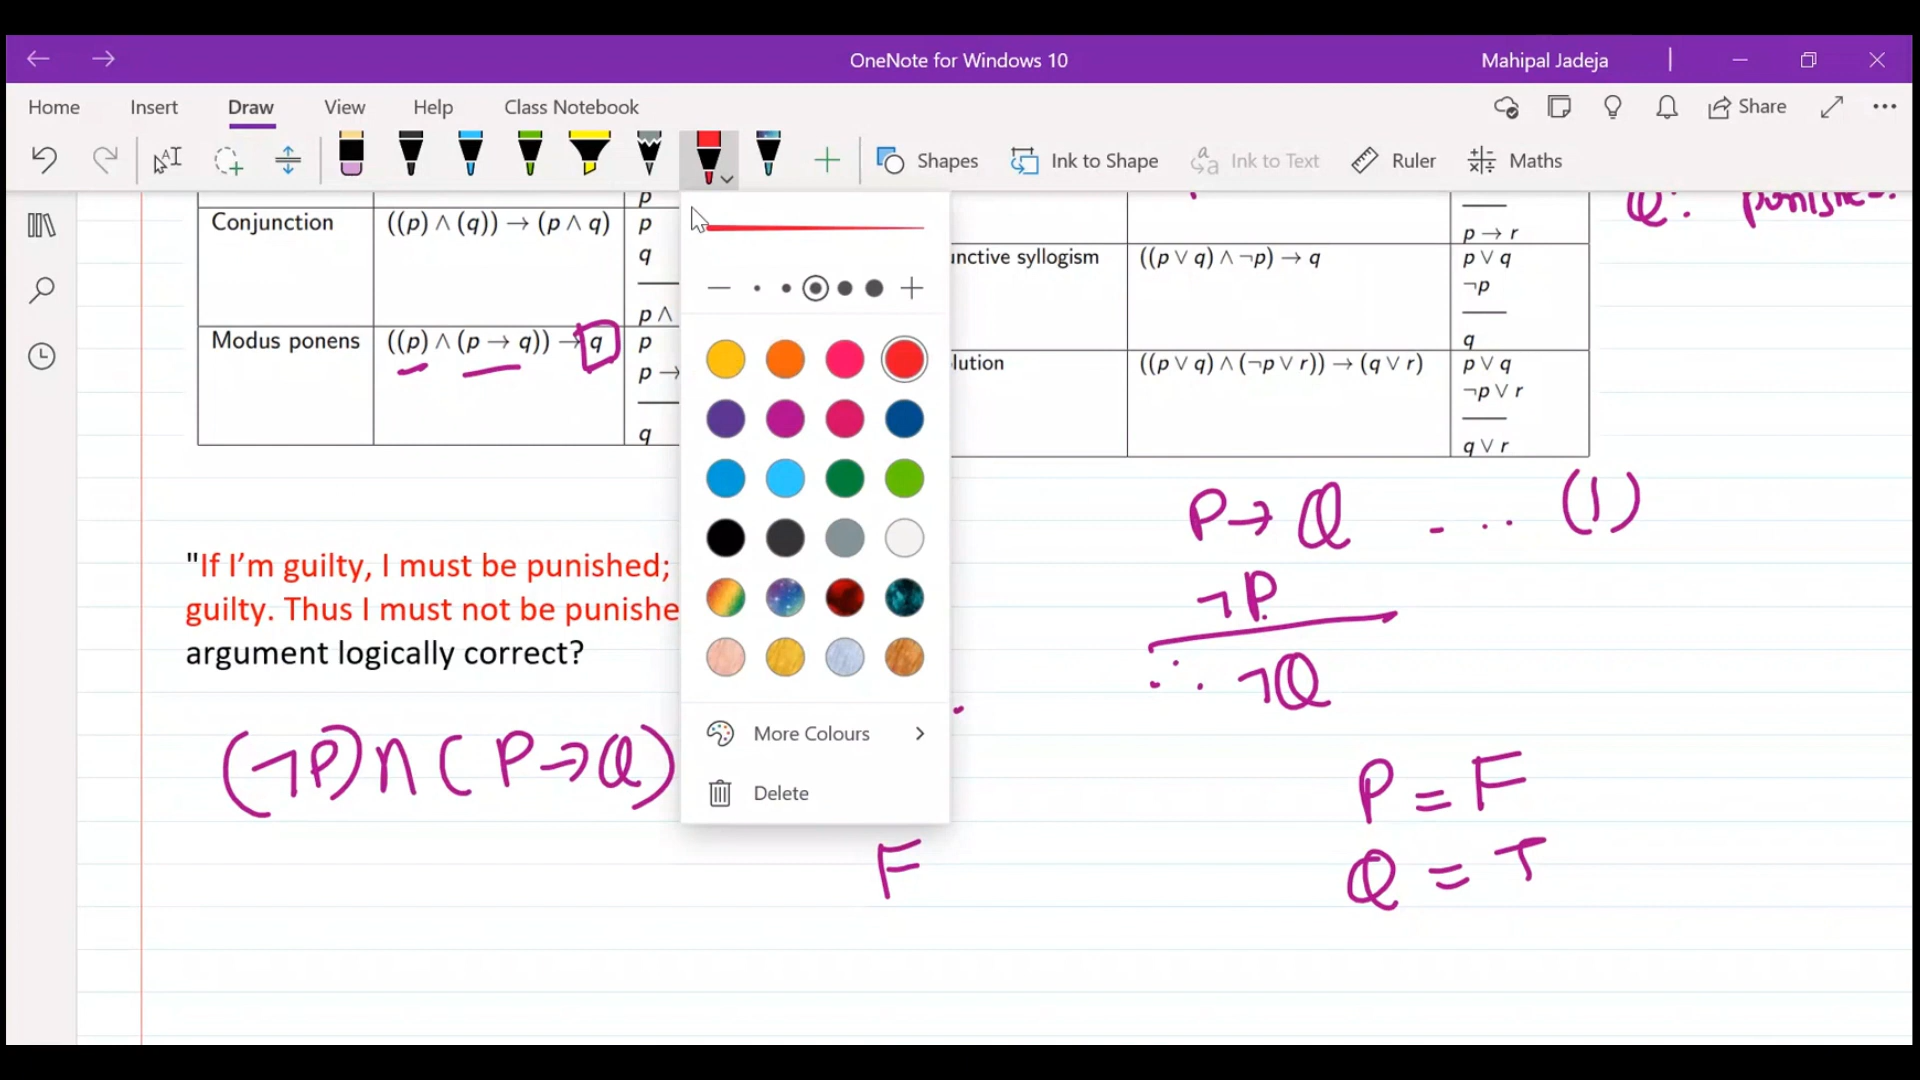 OneNote for Windows 10
Mahipal Jadeja
Home Insert Draw View Help Class Notebook
Share
Shapes Ink to Shape Ink to Text Ruler Maths
p
Conjunction ((p) ∧ (q)) → (p ∧ q) p
q
p ∧
Modus ponens ((p) ∧ (p → q)) → q p
p →
q
p → r
unctive syllogism ((p ∨ q) ∧ ¬p) → q p ∨ q
¬p
q
lution ((p ∨ q) ∧ (¬p ∨ r)) → (q ∨ r) p ∨ q
¬p ∨ r
q ∨ r
Q: punished.
"If I’m guilty, I must be punished;
guilty. Thus I must not be punishe
argument logically correct?
(¬P) ∩ (P → Q)
F
P → Q - .. (1)
¬P
∴ ¬Q
P = F
Q = T
More Colours
Delete